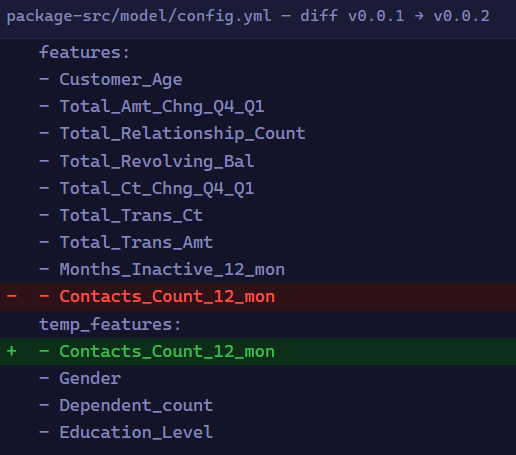 package-src/model/config.yml — diff v0.0.1 → v0.0.2
features:
- Customer_Age
- Total_Amt_Chng_Q4_Q1
- Total_Relationship_Count
- Total_Revolving_Bal
- Total_Ct_Chng_Q4_Q1
- Total_Trans_Ct
- Total_Trans_Amt
- Months_Inactive_12_mon
- - Contacts_Count_12_mon
temp_features:
+ - Contacts_Count_12_mon
- Gender
- Dependent_count
- Education_Level